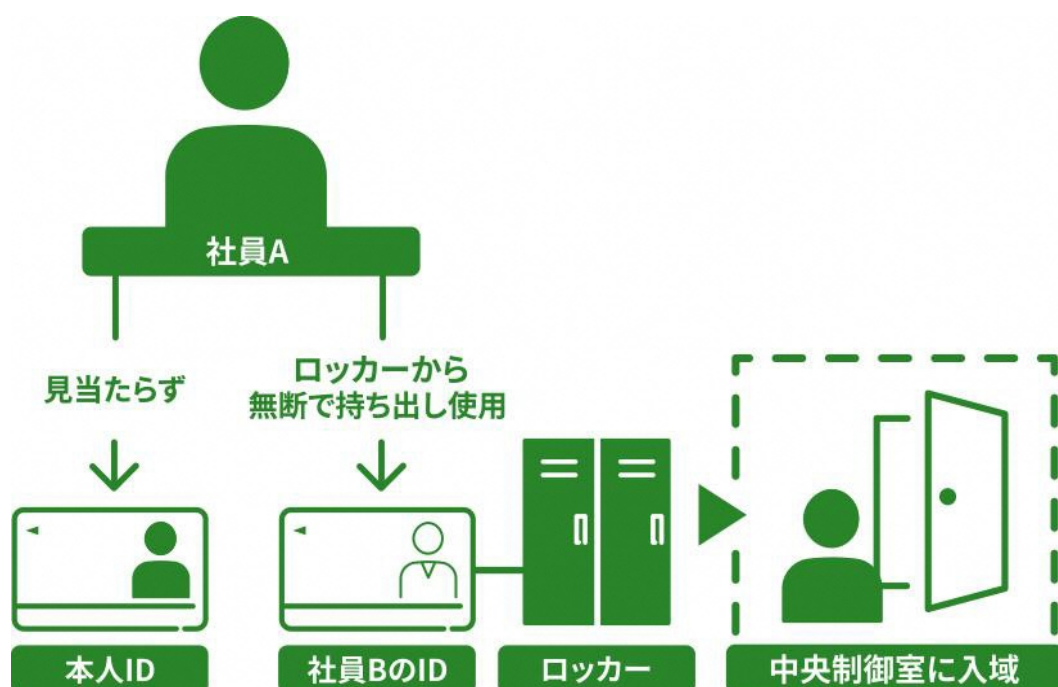 社員A
見当たらず
ロッカーから
無断で持ち出し使用
本人ID
社員BのID
ロッカー
中央制御室に入域